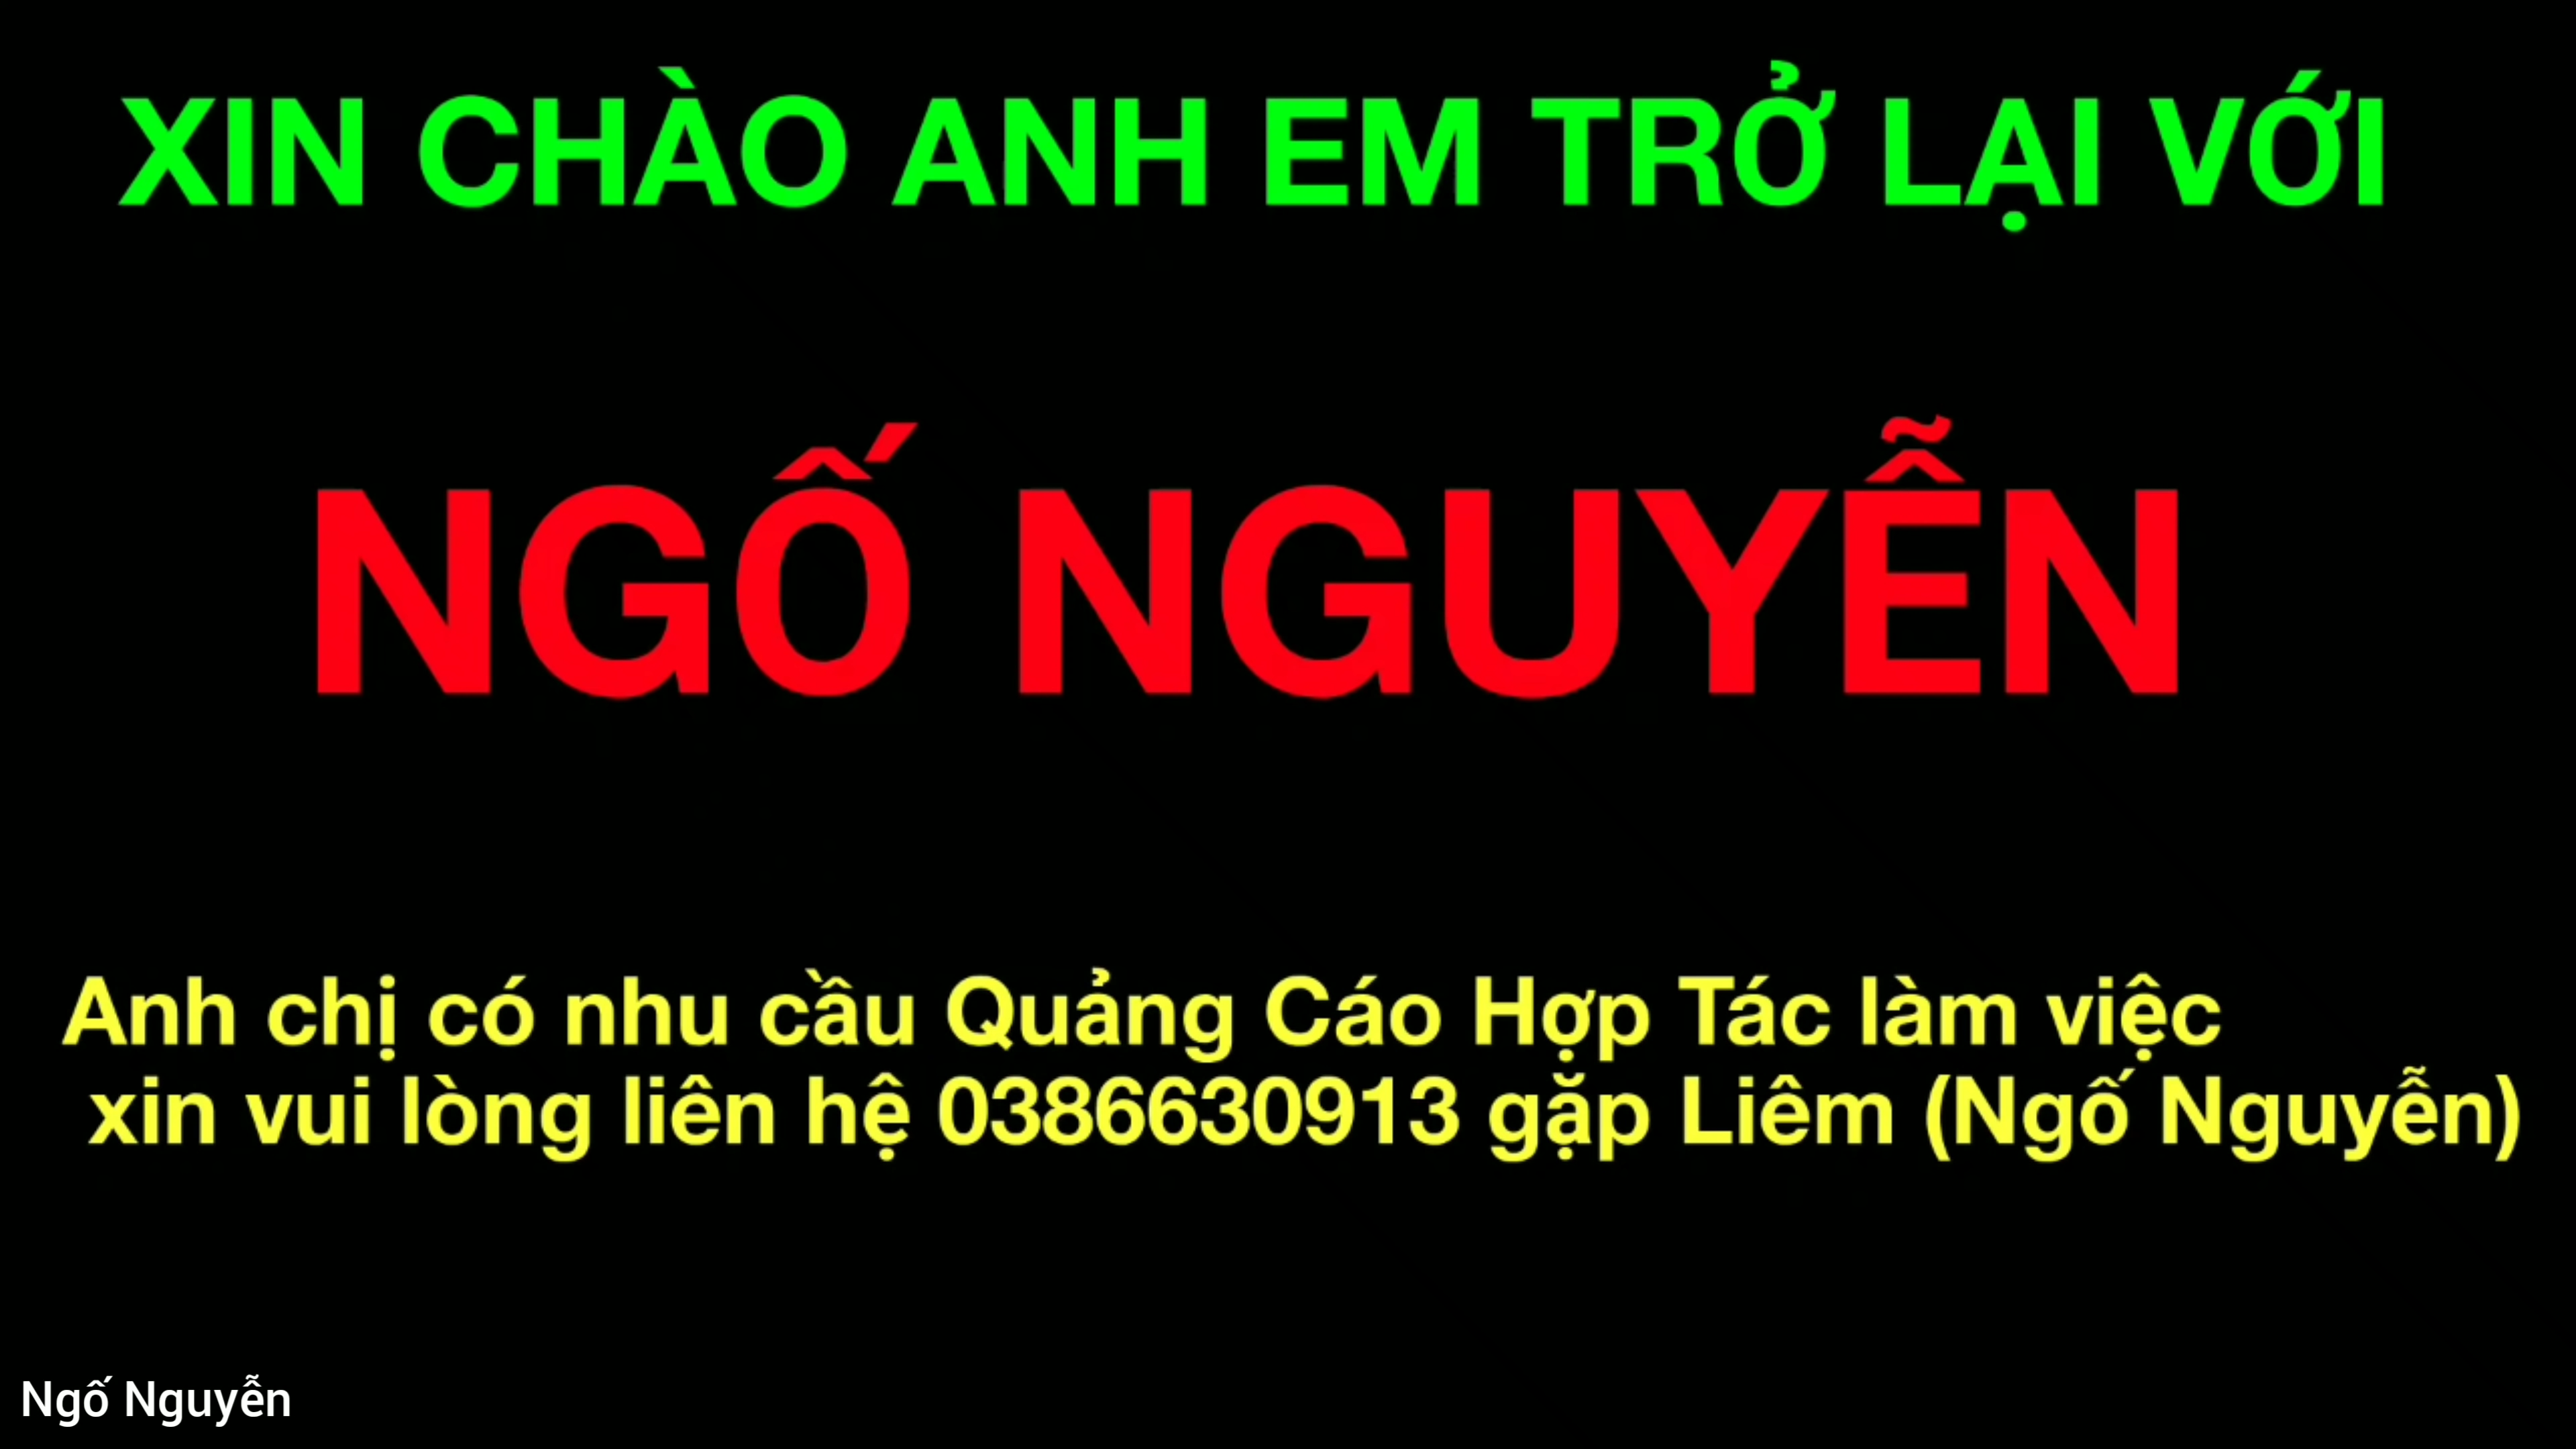 XIN CHÀO ANH EM TRỞ LẠI VỚI
NGỐ NGUYỄN
Anh chị có nhu cầu Quảng Cáo Hợp Tác làm việc
xin vui lòng liên hệ 0386630913 gặp Liêm (Ngố Nguyễn)
Ngố Nguyễn